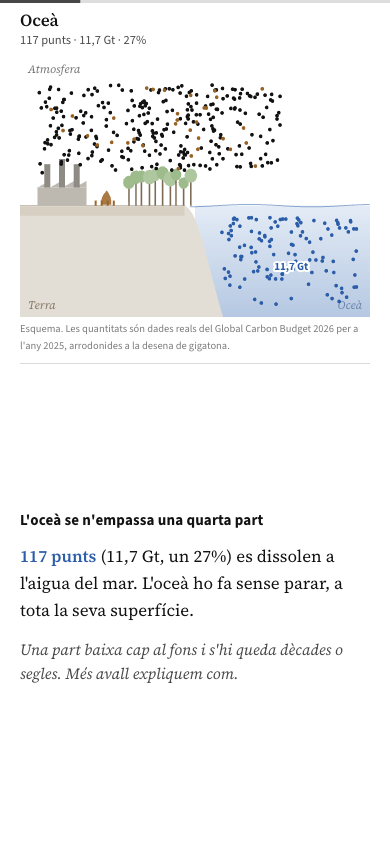 Oceà
117 punts · 11,7 Gt · 27%
Atmosfera
11,7 Gt
Terra
Oceà
Esquema. Les quantitats són dades reals del Global Carbon Budget 2026 per a
l'any 2025, arrodonides a la desena de gigatona.
L'oceà se n'empassa una quarta part
117 punts (11,7 Gt, un 27%) es dissolen a
l'aigua del mar. L'oceà ho fa sense parar, a
tota la seva superfície.
Una part baixa cap al fons i s'hi queda dècades o
segles. Més avall expliquem com.